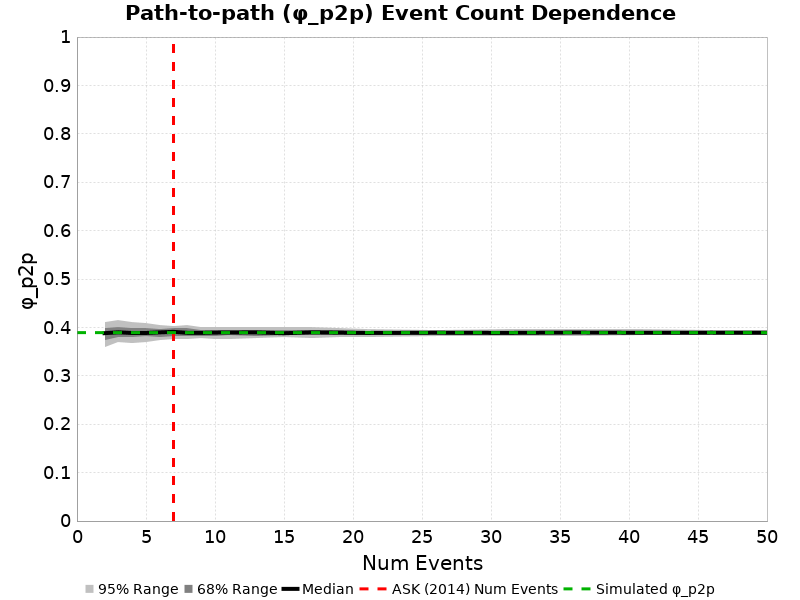 Path-to-path (φ_p2p) Event Count Dependence
1
0.9
0.8
0.7
0.6
0.5
0.4
0.3
0.2
0.1
0
φ_p2p
0 5 10 15 20 25 30 35 40 45 50
Num Events
95% Range 68% Range Median ASK (2014) Num Events Simulated φ_p2p